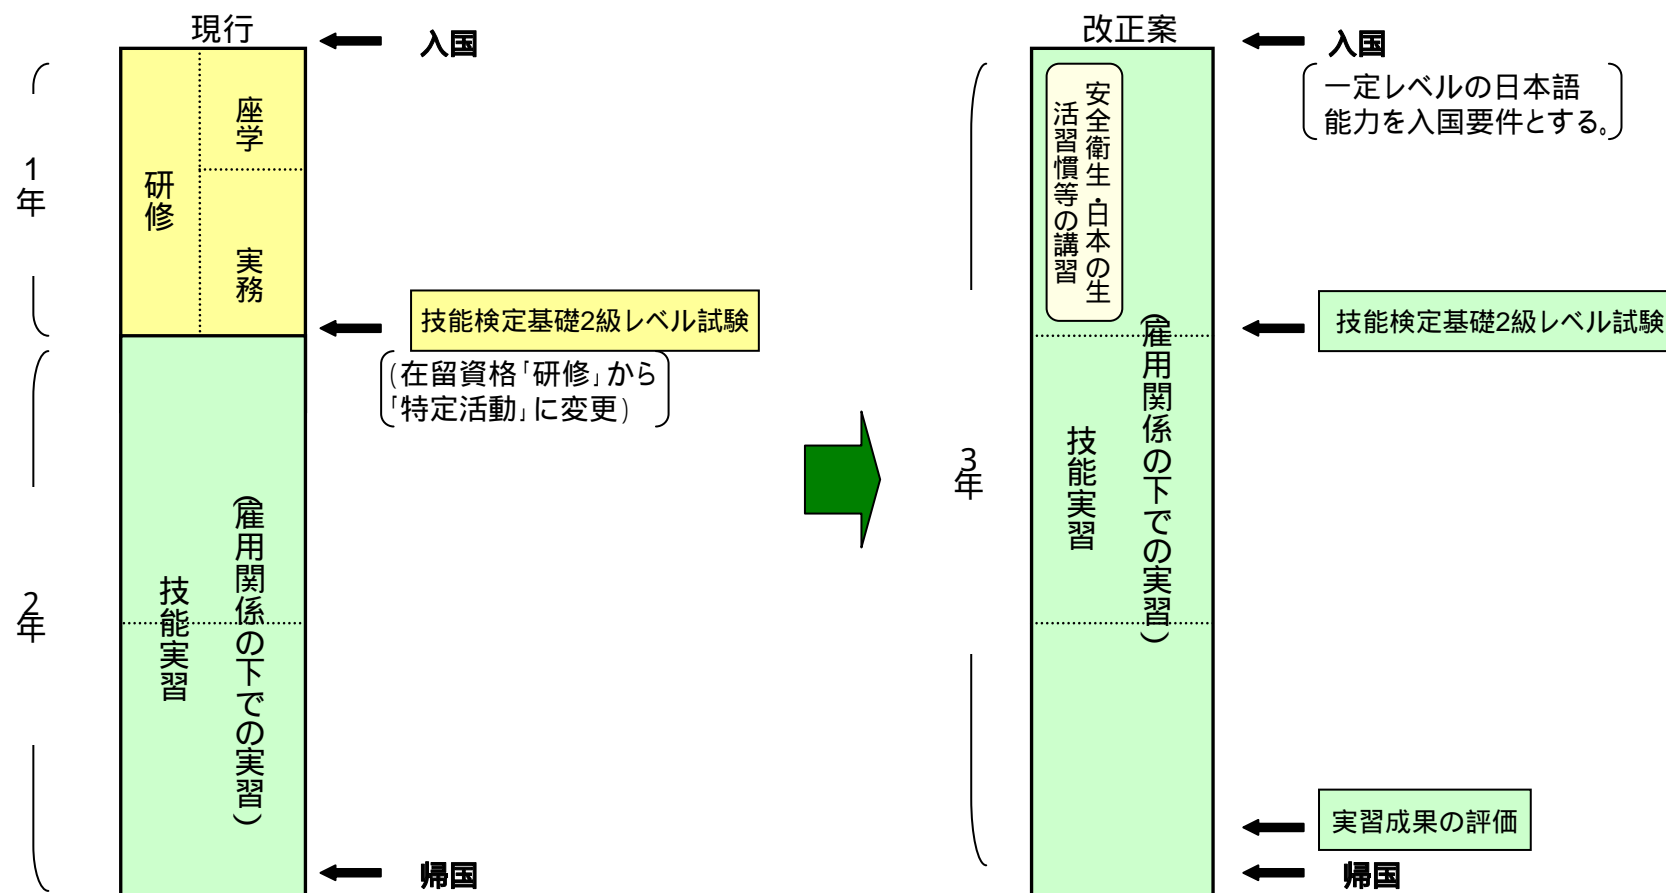 現行
入国
1年
研修
座学
実務
技能検定基礎2級レベル試験
(在留資格「研修」から
「特定活動」に変更)
2年
技能実習
(雇用関係の下での実習)
帰国
改正案
入国
一定レベルの日本語
能力を入国要件とする。
安全衛生・日本の生
活習慣等の講習
3年
技能検定基礎2級レベル試験
技能実習
(雇用関係の下での実習)
実習成果の評価
帰国